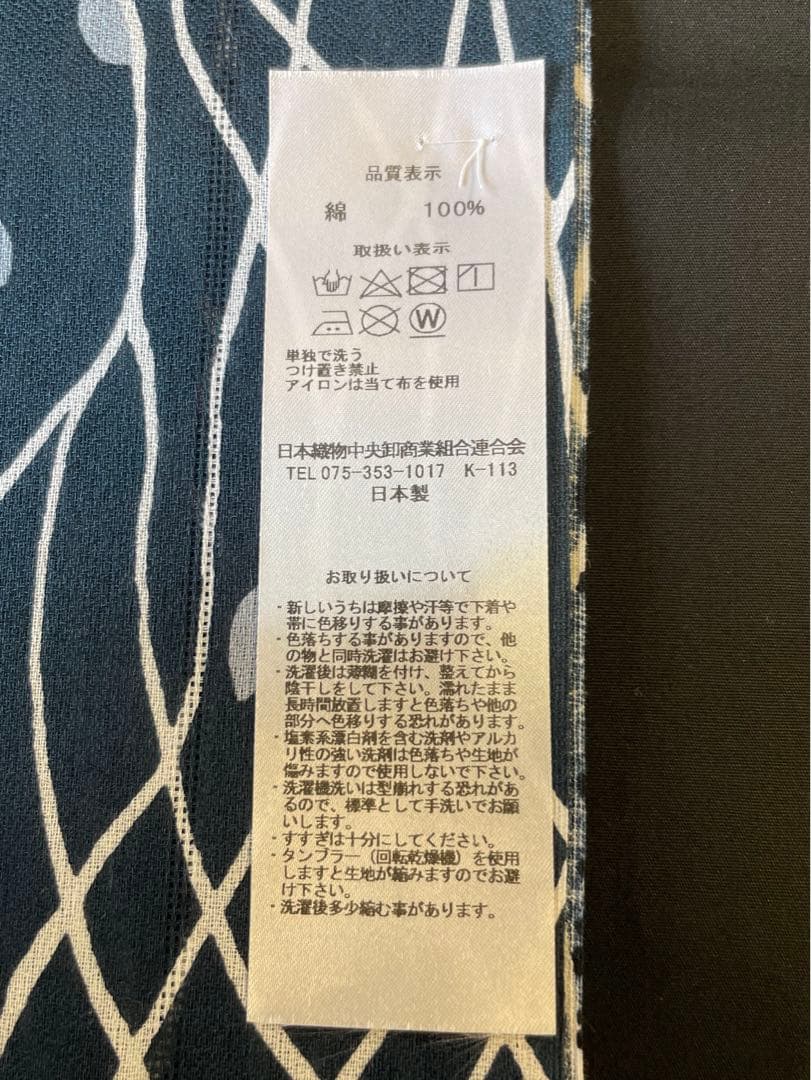 品質表示
綿 100%
取扱い表示
W
単独で洗う
つけ置き禁止
アイロンは当て布を使用
日本織物中央卸商業組合連合会
TEL 075-353-1017 K-113
日本製
お取り扱いについて
・新しいうちは摩擦や汗等で下着や
帯に色移りする事があります。
・色落ちする事がありますので、他
の物と同時洗濯はお避け下さい。
・洗濯後は薄糊を付け、整えてから
陰干しをして下さい。濡れたまま
長時間放置しますと色落ちや他の
部分へ色移りする恐れがあります。
・塩素系漂白剤を含む洗剤やアルカ
リ性の強い洗剤は色落ちや生地が
傷みますので使用しないで下さい。
・洗濯機洗いは型崩れする恐れがあ
るので、標準として手洗いでお願
いします。
・すすぎは十分にしてください。
・タンブラー（回転乾燥機）を使用
しますと生地が縮みますのでお避
け下さい。
・洗濯後多少縮む事があります。